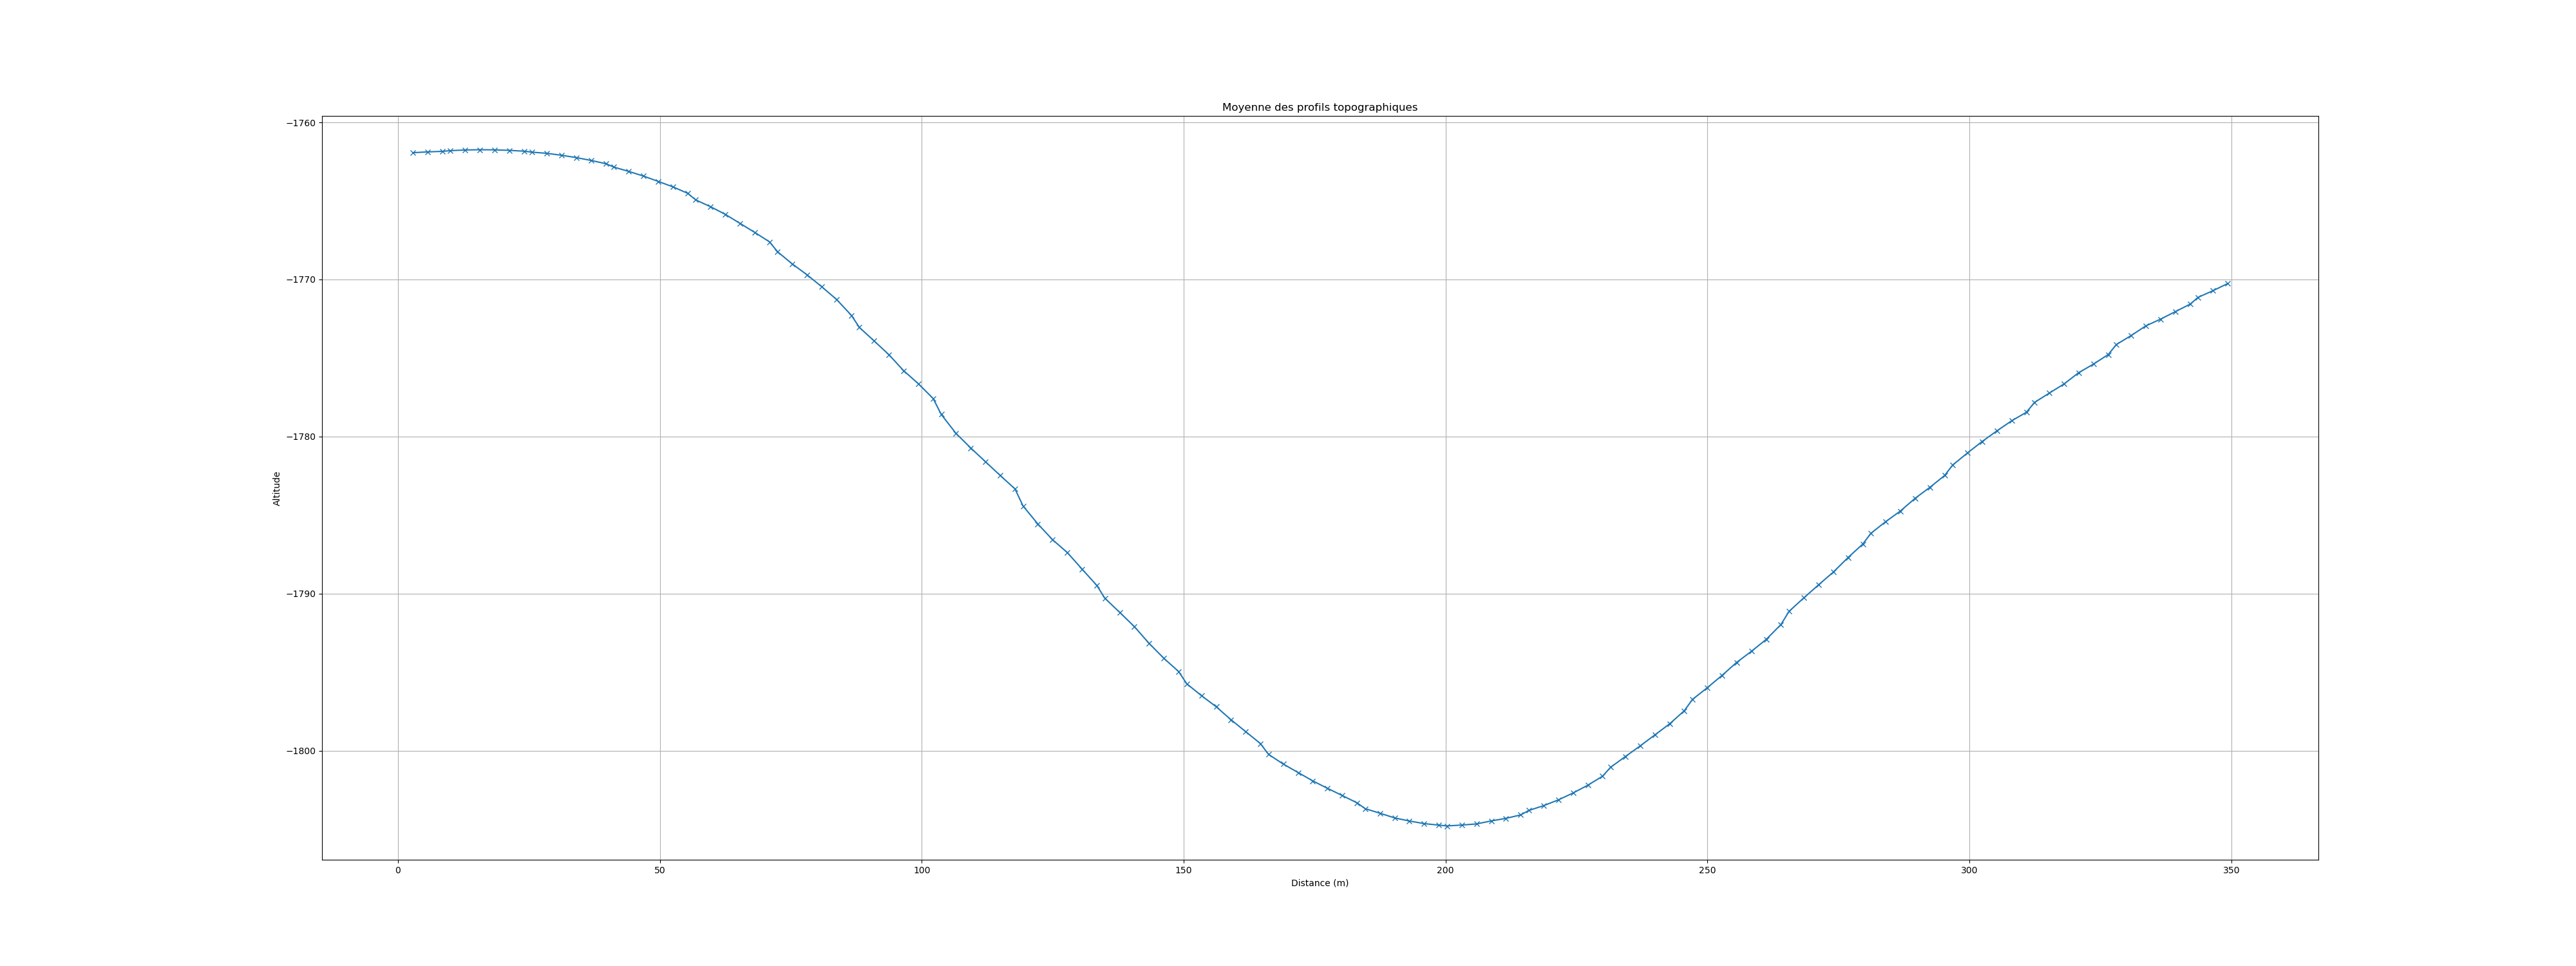 Moyenne des profils topographiques
−1760
−1770
−1780
Altitude
−1790
−1800
0 50 100 150 200 250 300 350
Distance (m)